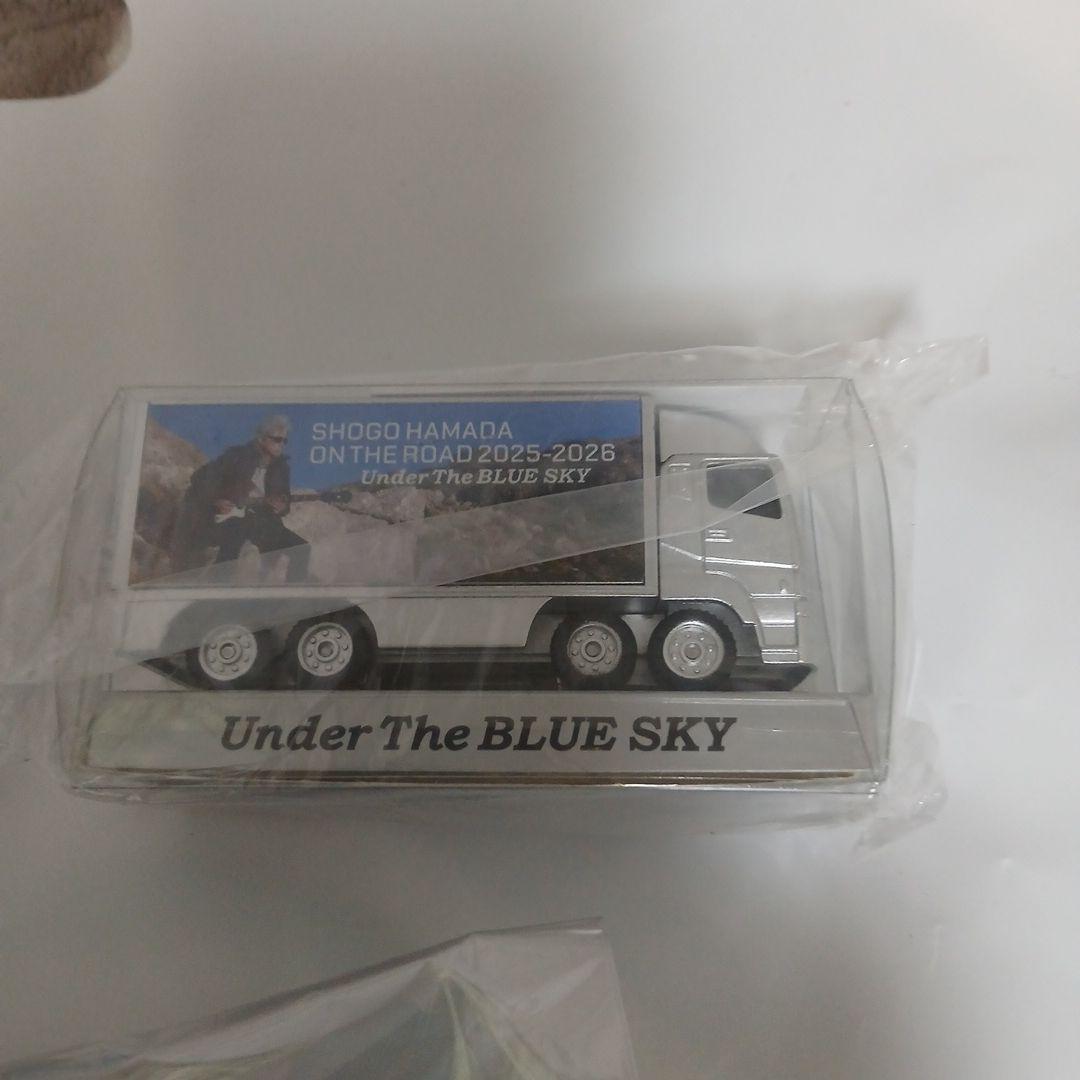 SHOGO HAMADA
ON THE ROAD 2025-2026
Under The BLUE SKY
Under The BLUE SKY